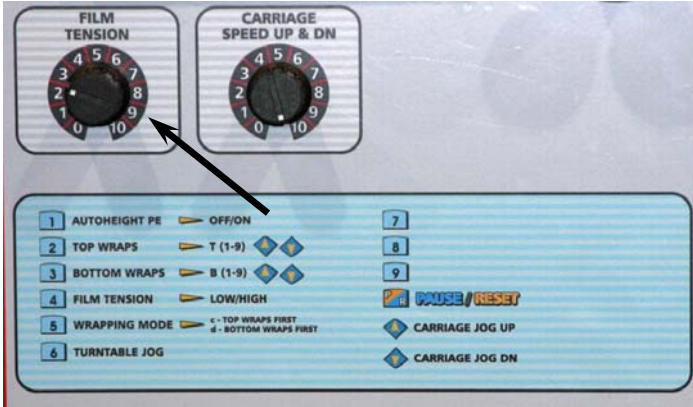 FILM
TENSION
0 1 2 3 4 5 6 7 8 9 10
CARRIAGE
SPEED UP & DN
0 1 2 3 4 5 6 7 8 9 10
1 AUTOHEIGHT PE OFF/ON
2 TOP WRAPS T (1-9)
3 BOTTOM WRAPS B (1-9)
4 FILM TENSION LOW/HIGH
5 WRAPPING MODE c - TOP WRAPS FIRST
d - BOTTOM WRAPS FIRST
6 TURNTABLE JOG
7
8
9
P/R PAUSE/RESET
CARRIAGE JOG UP
CARRIAGE JOG DN